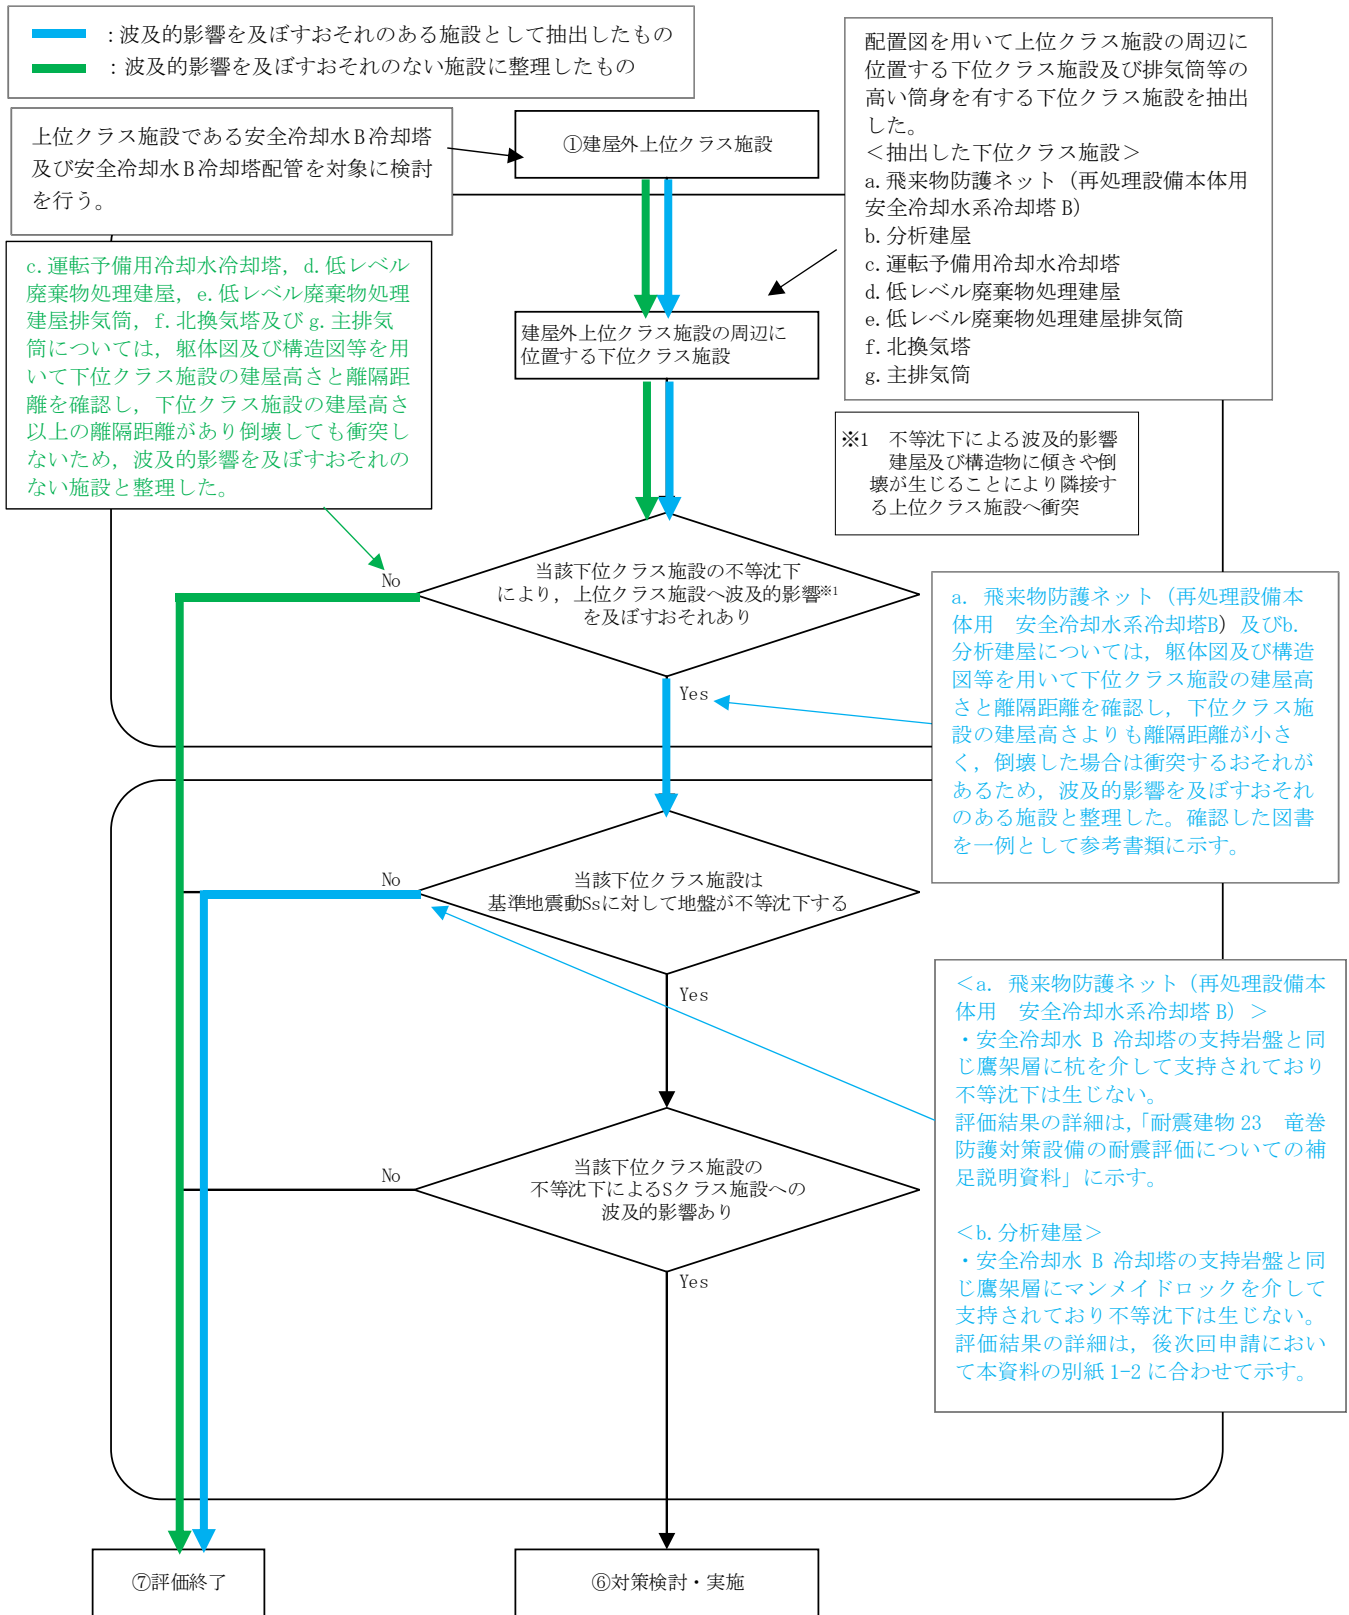 ：波及的影響を及ぼすおそれのある施設として抽出したもの
：波及的影響を及ぼすおそれのない施設に整理したもの
上位クラス施設である安全冷却水B冷却塔
及び安全冷却水B冷却塔配管を対象に検討
を行う。
①建屋外上位クラス施設
配置図を用いて上位クラス施設の周辺に
位置する下位クラス施設及び排気筒等の
高い筒身を有する下位クラス施設を抽出
した。
＜抽出した下位クラス施設＞
a.飛来物防護ネット（再処理設備本体用
安全冷却水系冷却塔 B）
b.分析建屋
c.運転予備用冷却水冷却塔
d.低レベル廃棄物処理建屋
e.低レベル廃棄物処理建屋排気筒
f.北換気塔
g.主排気筒
c.運転予備用冷却水冷却塔，d.低レベル
廃棄物処理建屋，e.低レベル廃棄物処理
建屋排気筒，f.北換気塔及び g.主排気
筒については，躯体図及び構造図等を用
いて下位クラス施設の建屋高さと離隔距
離を確認し，下位クラス施設の建屋高さ
以上の離隔距離があり倒壊しても衝突し
ないため，波及的影響を及ぼすおそれの
ない施設と整理した。
建屋外上位クラス施設の周辺に
位置する下位クラス施設
※1　不等沈下による波及的影響
建屋及び構造物に傾きや倒
壊が生じることにより隣接す
る上位クラス施設へ衝突
当該下位クラス施設の不等沈下
により，上位クラス施設へ波及的影響※1
を及ぼすおそれあり
No
Yes
a. 飛来物防護ネット（再処理設備本
体用　安全冷却水系冷却塔B）及びb.
分析建屋については，躯体図及び構造
図等を用いて下位クラス施設の建屋高
さと離隔距離を確認し，下位クラス施
設の建屋高さよりも離隔距離が小さ
く，倒壊した場合は衝突するおそれが
あるため，波及的影響を及ぼすおそれ
のある施設と整理した。確認した図書
を一例として参考書類に示す。
当該下位クラス施設は
基準地震動Ssに対して地盤が不等沈下する
No
Yes
＜a. 飛来物防護ネット（再処理設備本
体用　安全冷却水系冷却塔 B）＞
・安全冷却水 B 冷却塔の支持岩盤と同
じ鷹架層に杭を介して支持されており
不等沈下は生じない。
評価結果の詳細は，「耐震建物 23　竜巻
防護対策設備の耐震評価についての補
足説明資料」に示す。
＜b.分析建屋＞
・安全冷却水 B 冷却塔の支持岩盤と同
じ鷹架層にマンメイドロックを介して
支持されており不等沈下は生じない。
評価結果の詳細は，後次回申請におい
て本資料の別紙 1-2 に合わせて示す。
当該下位クラス施設の
不等沈下によるSクラス施設への
波及的影響あり
No
Yes
⑦評価終了
⑥対策検討・実施